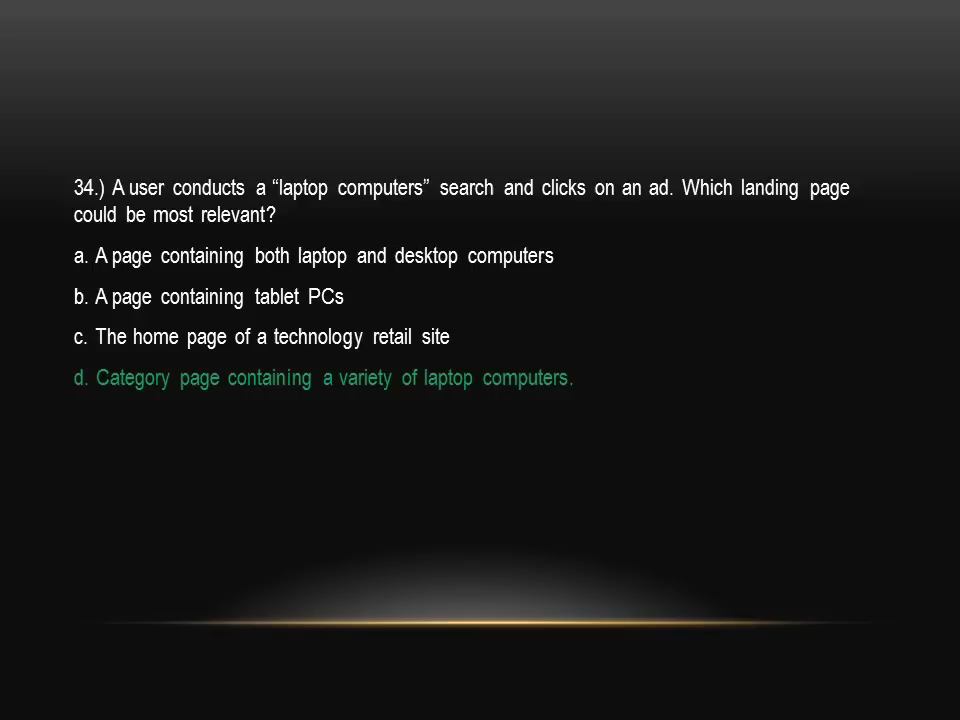 34.) A user conducts a “laptop computers” search and clicks on an ad. Which landing page
could be most relevant?
a. A page containing both laptop and desktop computers
b. A page containing tablet PCs
c. The home page of a technology retail site
d. Category page containing a variety of laptop computers.